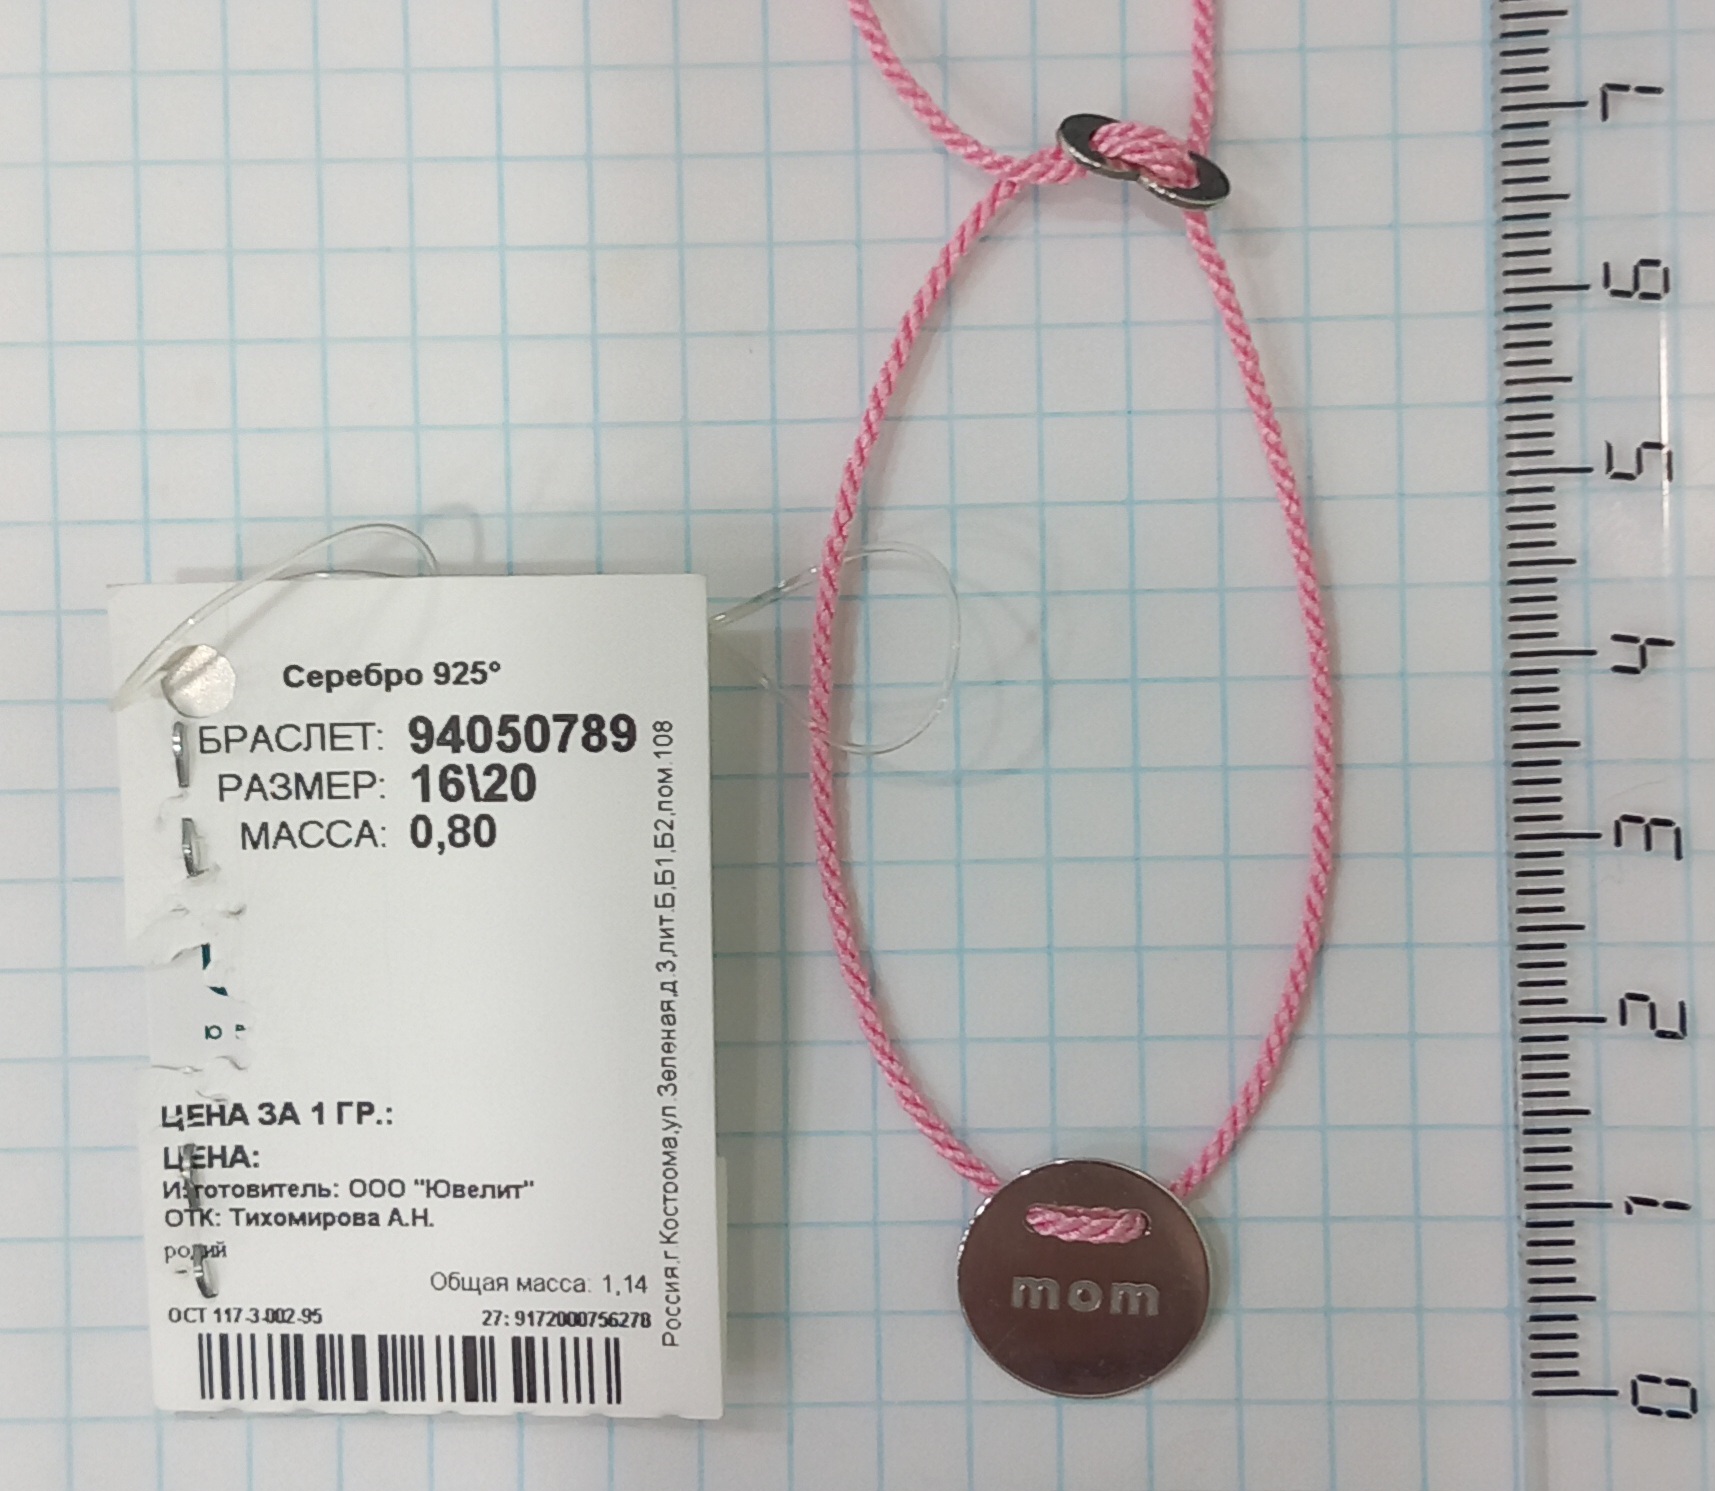 Серебро 925°
БРАСЛЕТ: 94050789
РАЗМЕР: 16\20
МАССА: 0,80
ЦЕНА ЗА 1 ГР.:
ЦЕНА:
Изготовитель: ООО "Ювелит"
ОТК: Тихомирова А.Н.
родий
Общая масса: 1,14
ОСТ 117-3-002-95 27: 9172000756278
Россия,г.Кострома,ул.Зеленая,д.3,лит.Б,Б1,Б2,пом.108
mom
7
6
5
4
3
2
1
0